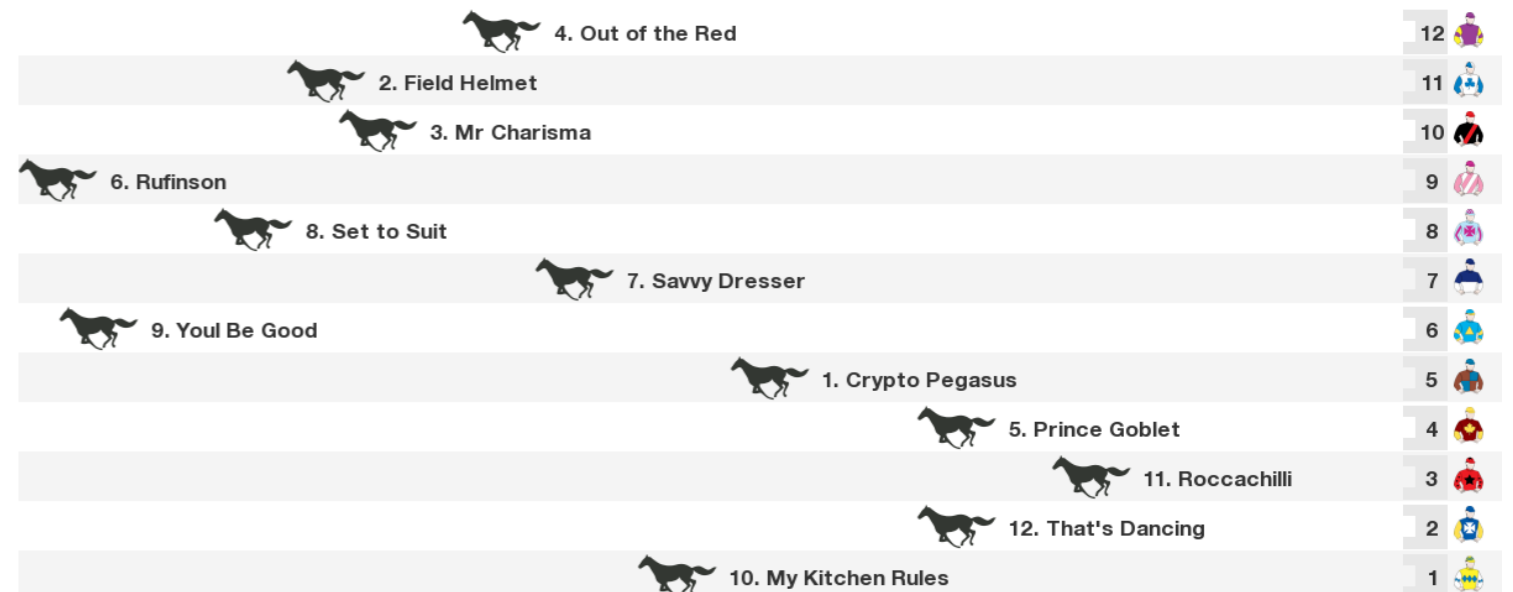 4. Out of the Red 12
2. Field Helmet 11
3. Mr Charisma 10
6. Rufinson 9
8. Set to Suit 8
7. Savvy Dresser 7
9. Youl Be Good 6
1. Crypto Pegasus 5
5. Prince Goblet 4
11. Roccachilli 3
12. That's Dancing 2
10. My Kitchen Rules 1